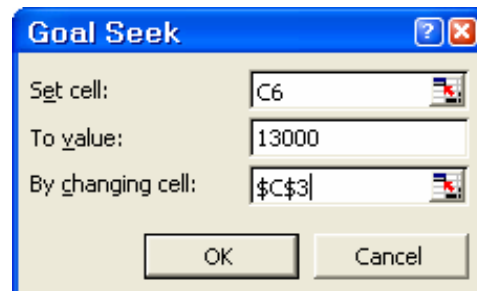 Goal Seek
Set cell: C6
To value: 13000
By changing cell: $C$3
OK Cancel